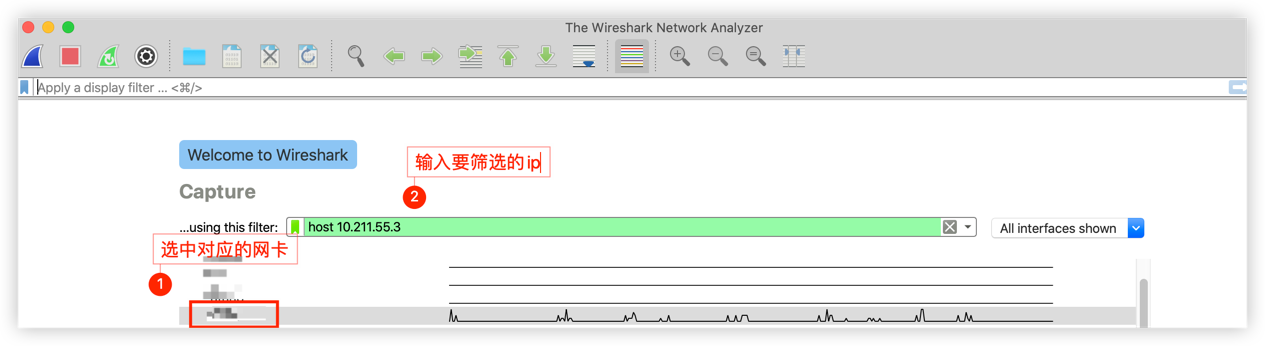 The Wireshark Network Analyzer
Apply a display filter ... <⌘/>
Welcome to Wireshark
输入要筛选的ip
Capture
2
...using this filter:
host 10.211.55.3
All interfaces shown
选中对应的网卡
1